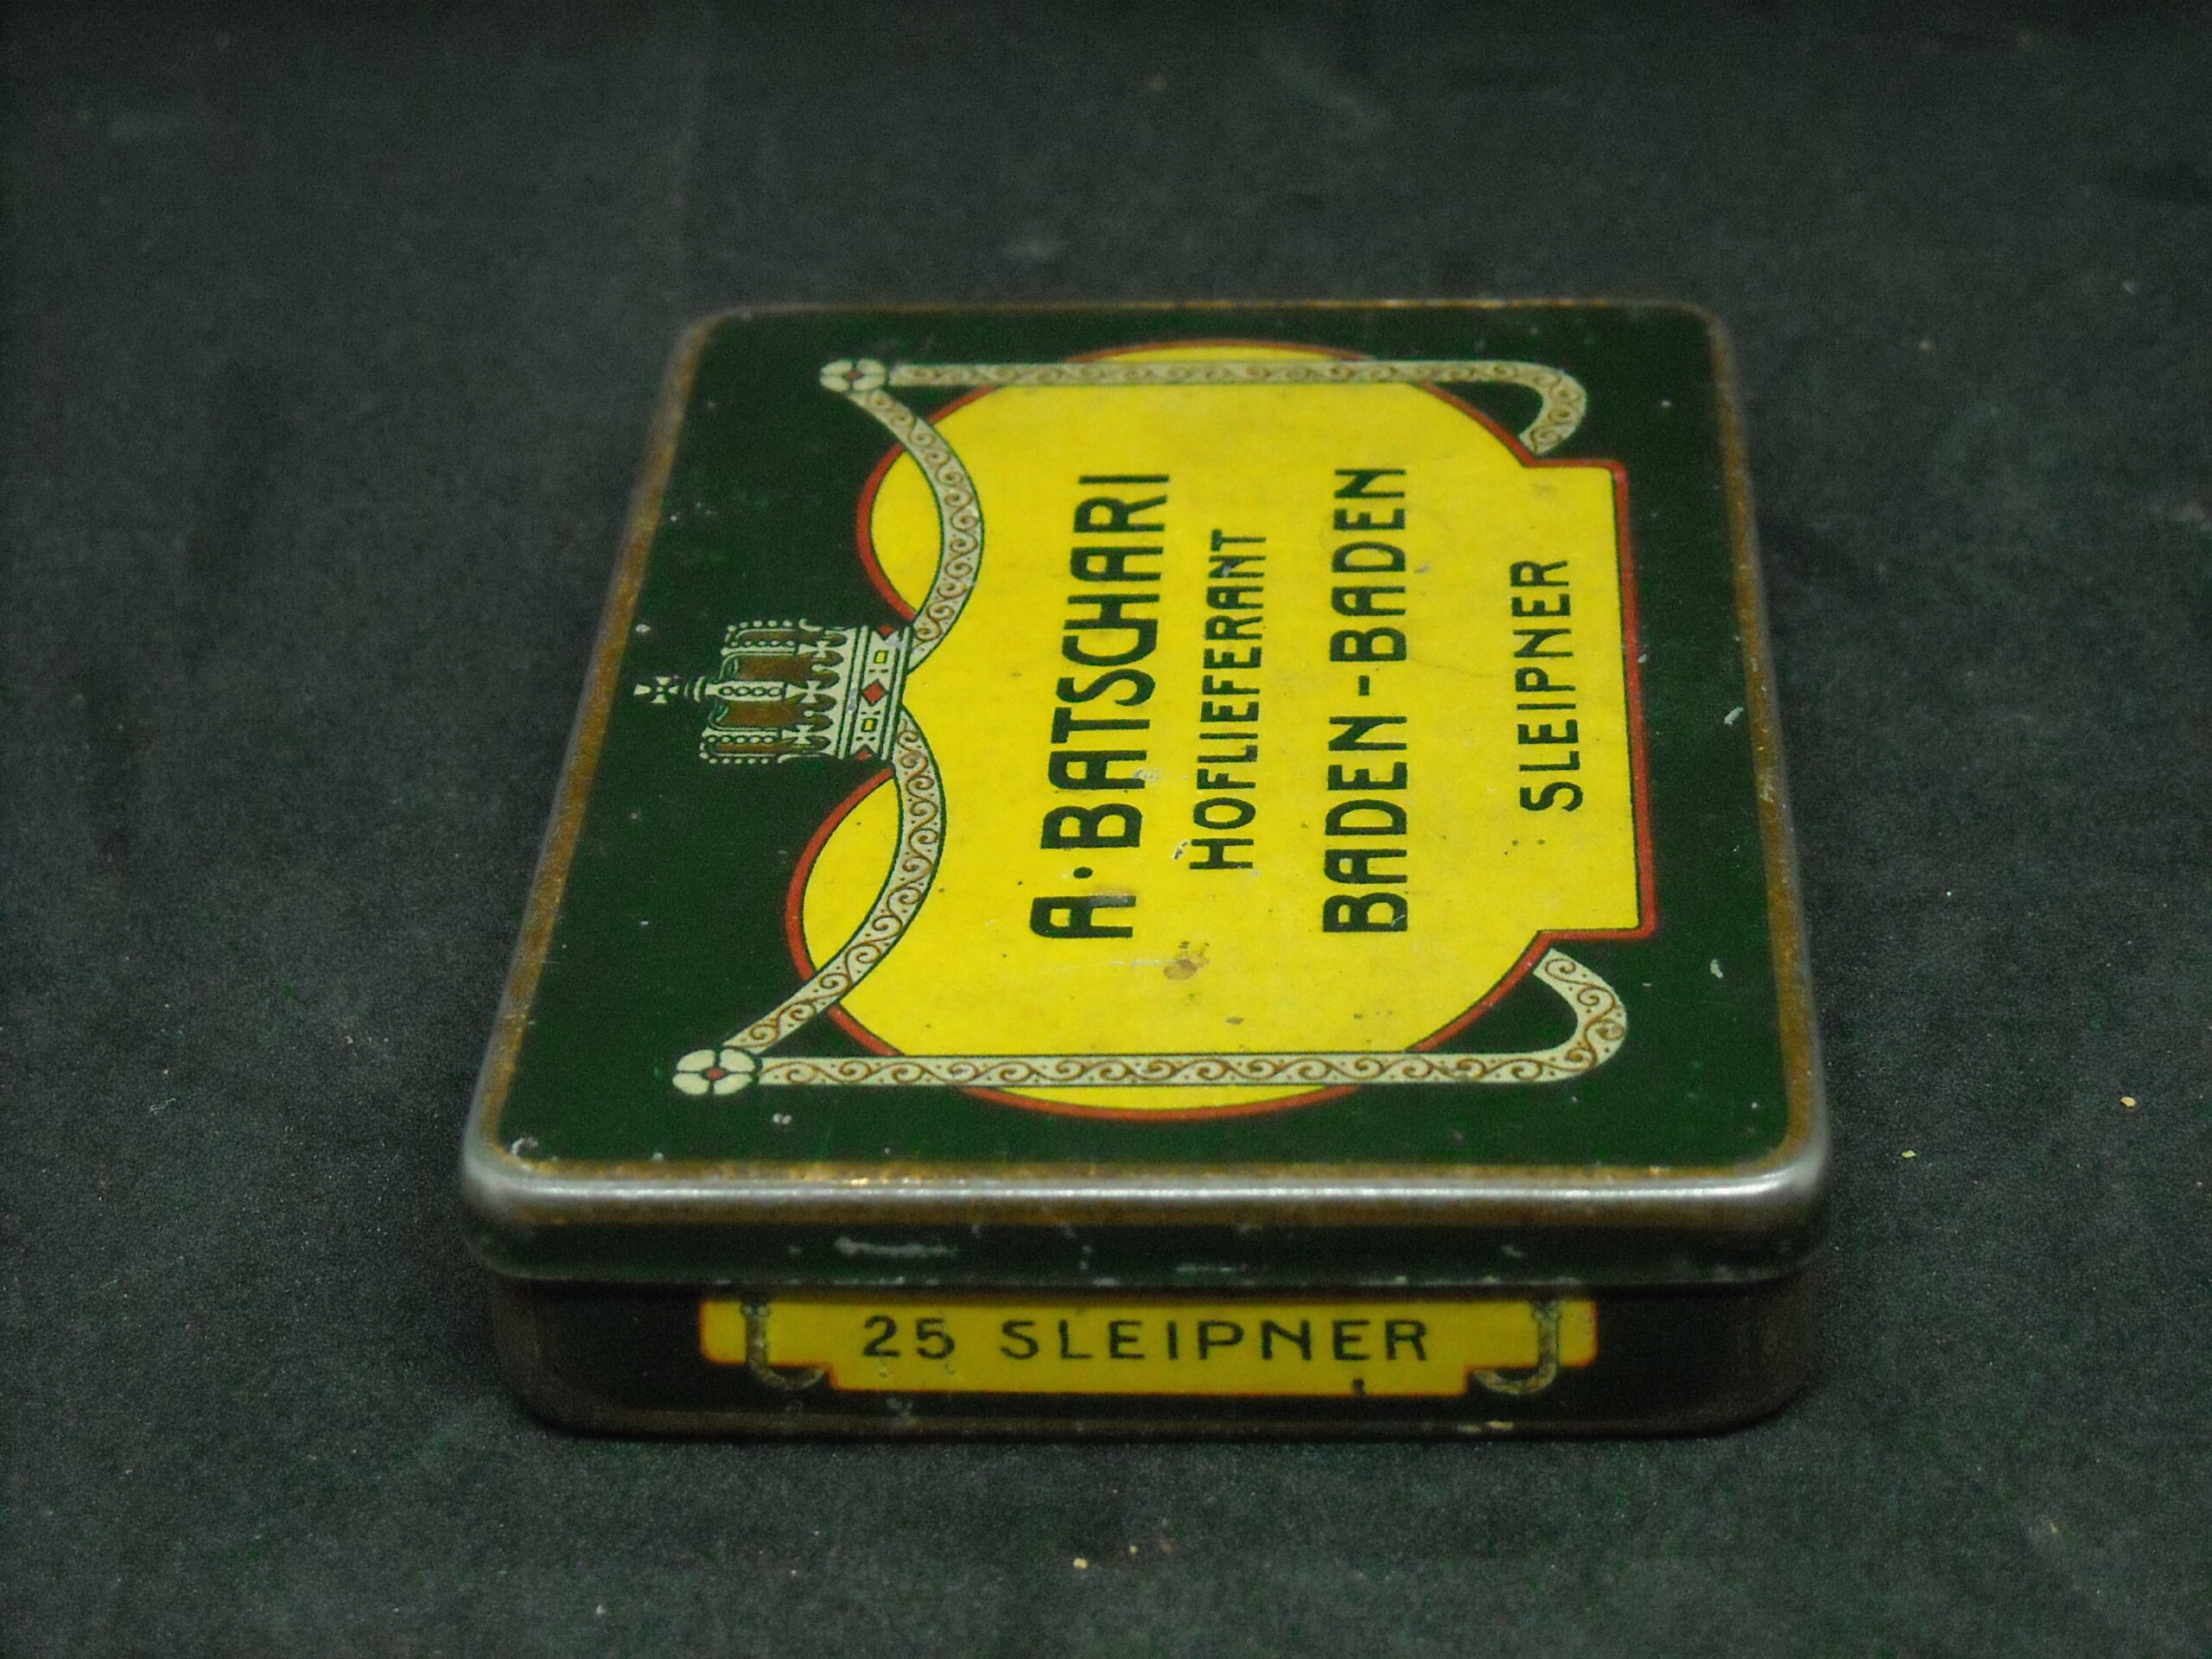 A·BATSCHARI
HOFLIEFERANT
BADEN-BADEN
SLEIPNER
25 SLEIPNER